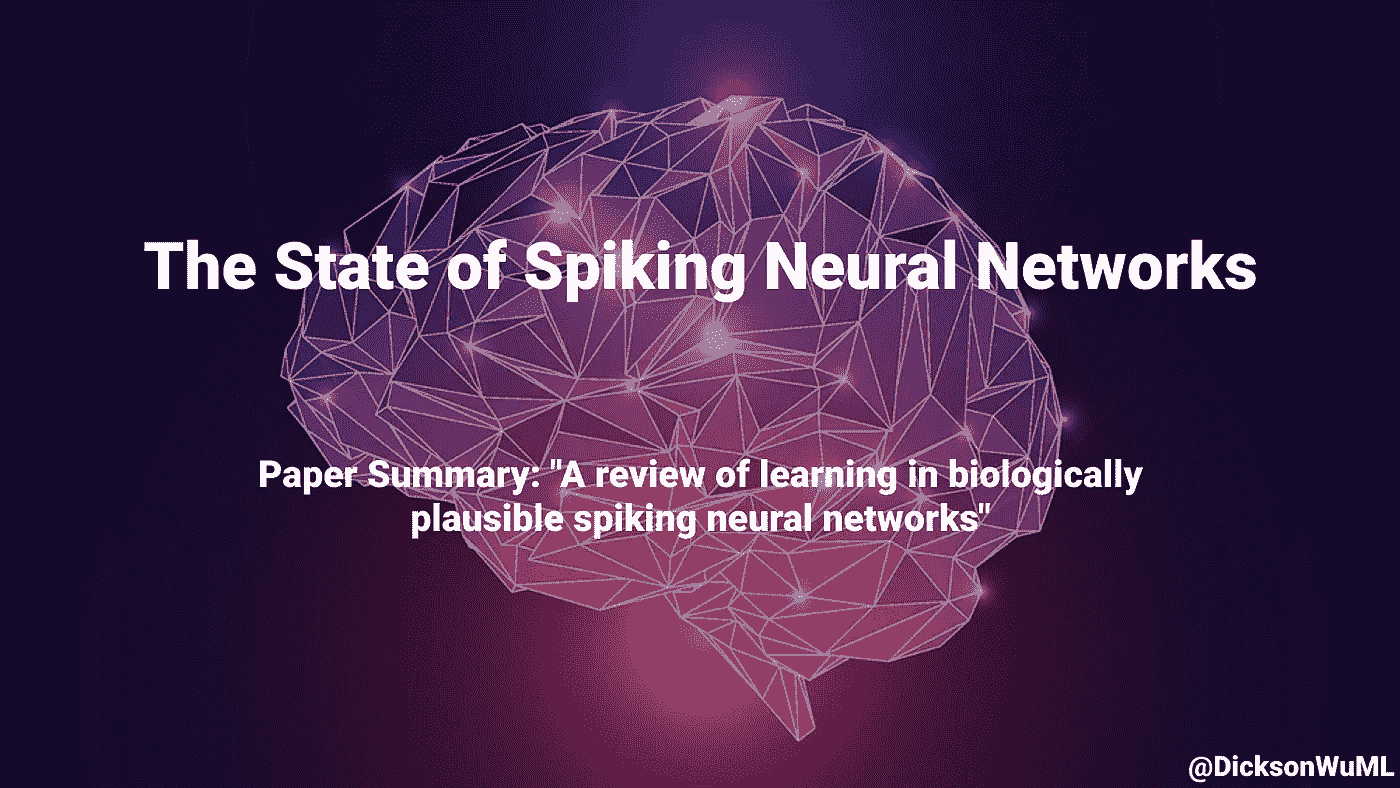 The State of Spiking Neural Networks
Paper Summary: "A review of learning in biologically
plausible spiking neural networks"
@DicksonWuML